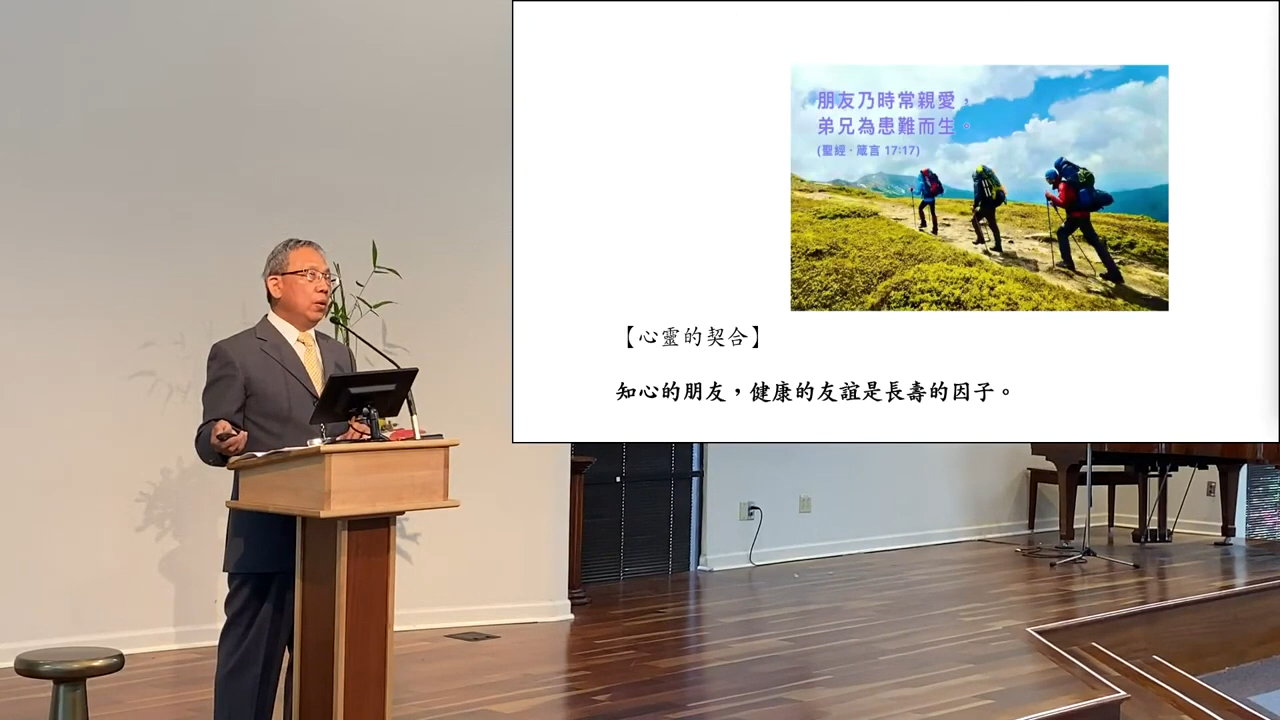 朋友乃時常親愛，
弟兄為患難而生。
(聖經 · 箴言 17:17)
【心靈的契合】
知心的朋友，健康的友誼是長壽的因子。